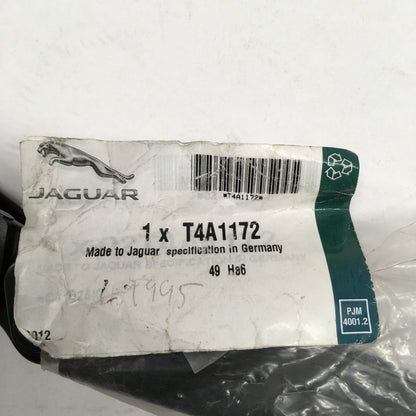 JAGUAR
*T4A1172*
1 x T4A1172
Made to Jaguar specification in Germany
49 Ha6
PJM
4001.2